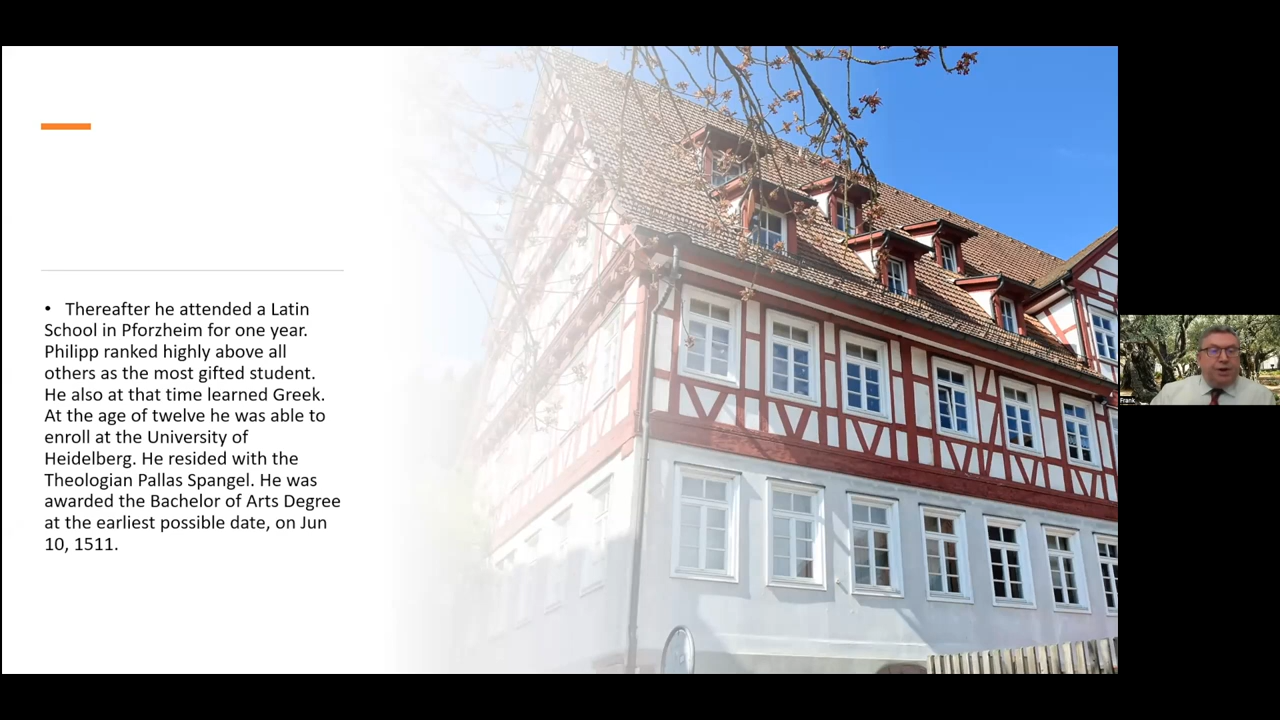 • Thereafter he attended a Latin
School in Pforzheim for one year.
Philipp ranked highly above all
others as the most gifted student.
He also at that time learned Greek.
At the age of twelve he was able to
enroll at the University of
Heidelberg. He resided with the
Theologian Pallas Spangel. He was
awarded the Bachelor of Arts Degree
at the earliest possible date, on Jun
10, 1511.
Frank